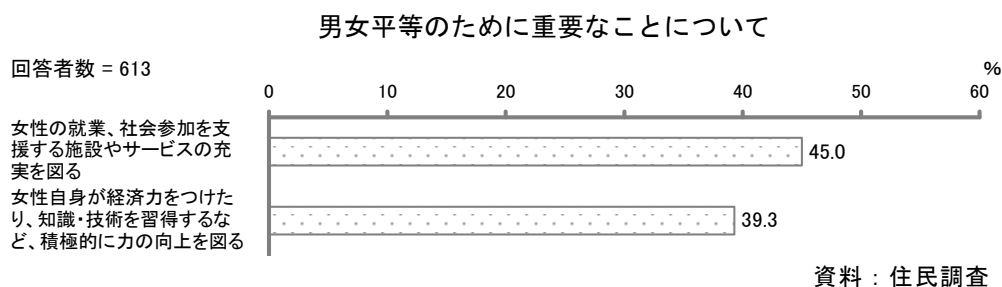 男女平等のために重要なことについて
回答者数 = 613
%
0 10 20 30 40 50 60
女性の就業、社会参加を支
援する施設やサービスの充
実を図る
45.0
女性自身が経済力をつけた
り、知識・技術を習得するな
ど、積極的に力の向上を図る
39.3
資料：住民調査